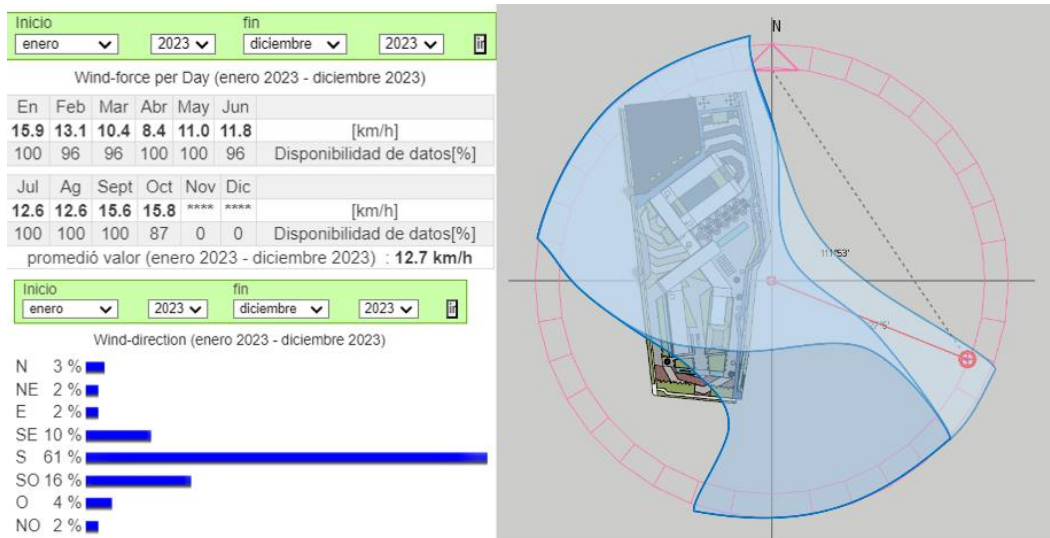 Inicio fin
enero 2023 diciembre 2023 ir
Wind-force per Day (enero 2023 - diciembre 2023)
En Feb Mar Abr May Jun
15.9 13.1 10.4 8.4 11.0 11.8 [km/h]
100 96 96 100 100 96 Disponibilidad de datos[%]
Jul Ag Sept Oct Nov Dic
12.6 12.6 15.6 15.8 **** **** [km/h]
100 100 100 87 0 0 Disponibilidad de datos[%]
promedió valor (enero 2023 - diciembre 2023) : 12.7 km/h
Inicio fin
enero 2023 diciembre 2023 ir
Wind-direction (enero 2023 - diciembre 2023)
N 3 %
NE 2 %
E 2 %
SE 10 %
S 61 %
SO 16 %
O 4 %
NO 2 %
N